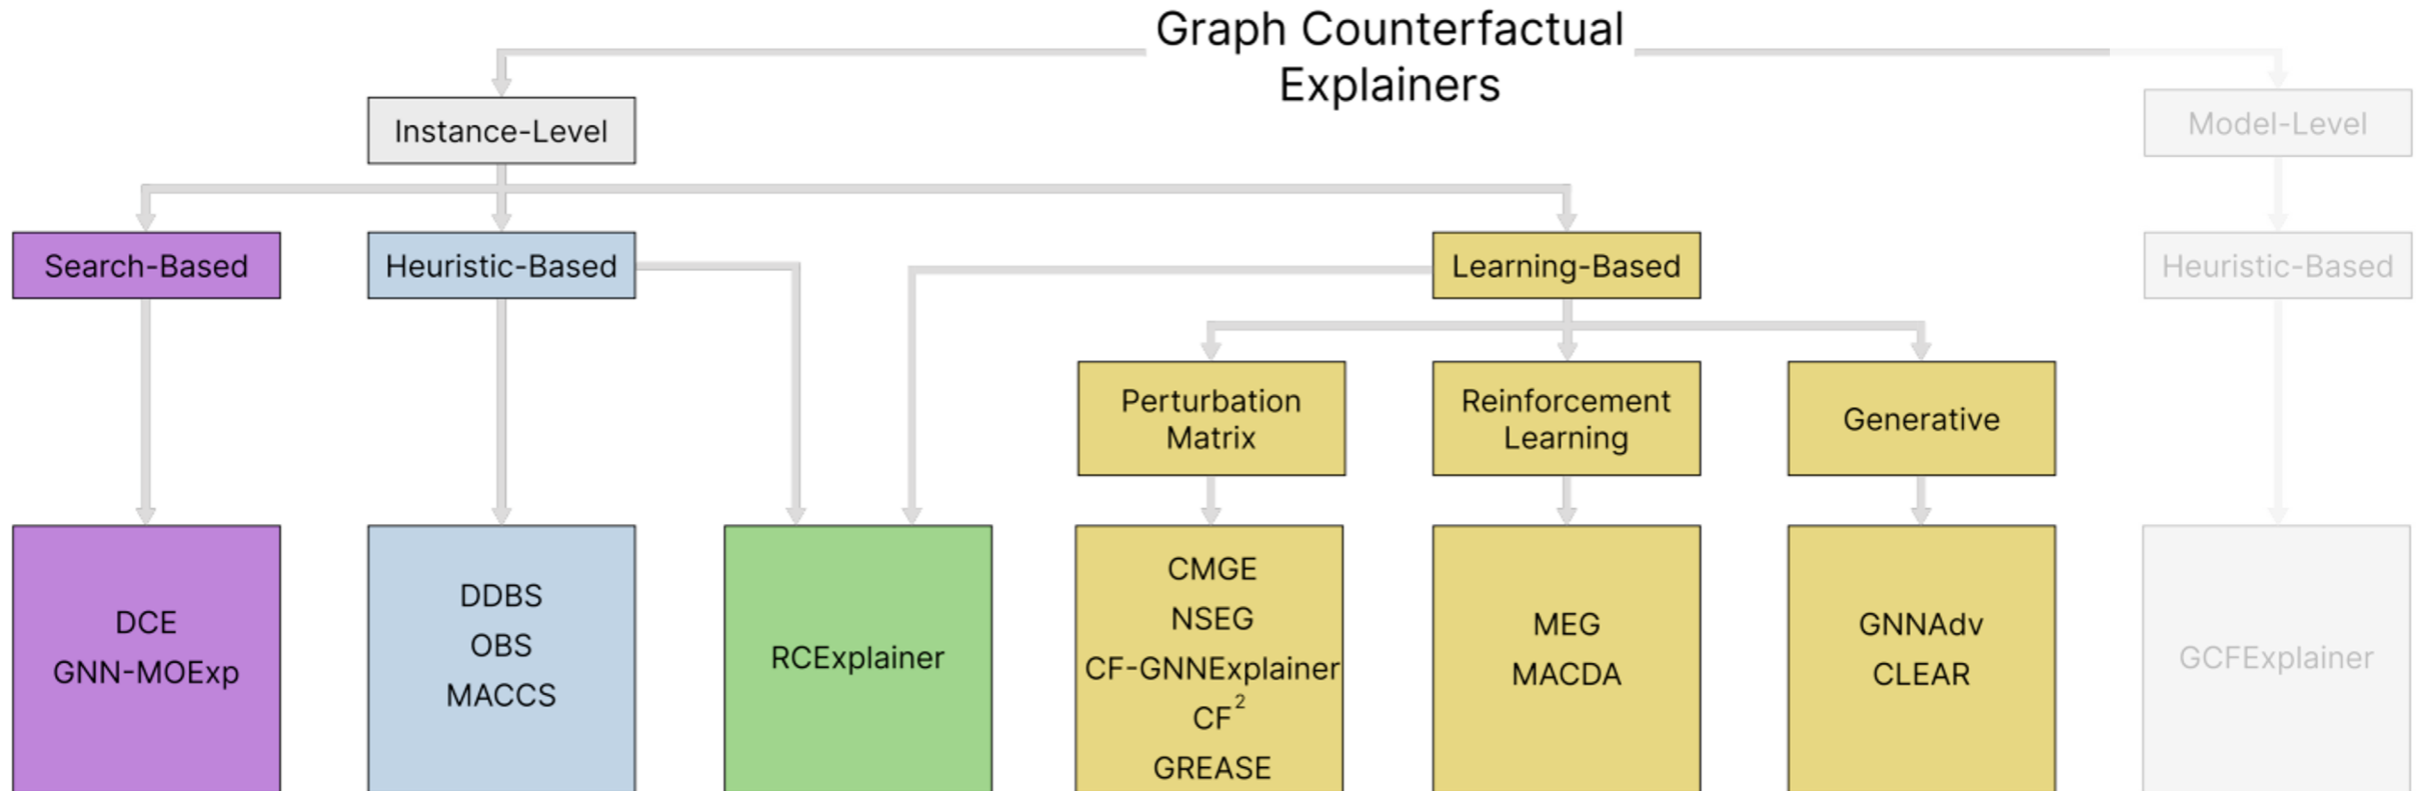 Graph Counterfactual
Explainers
Instance-Level
Model-Level
Search-Based
Heuristic-Based
Learning-Based
Heuristic-Based
Perturbation
Matrix
Reinforcement
Learning
Generative
DCE
GNN-MOExp
DDBS
OBS
MACCS
RCExplainer
CMGE
NSEG
CF-GNNExplainer
CF²
GREASE
MEG
MACDA
GNNAdv
CLEAR
GCFExplainer